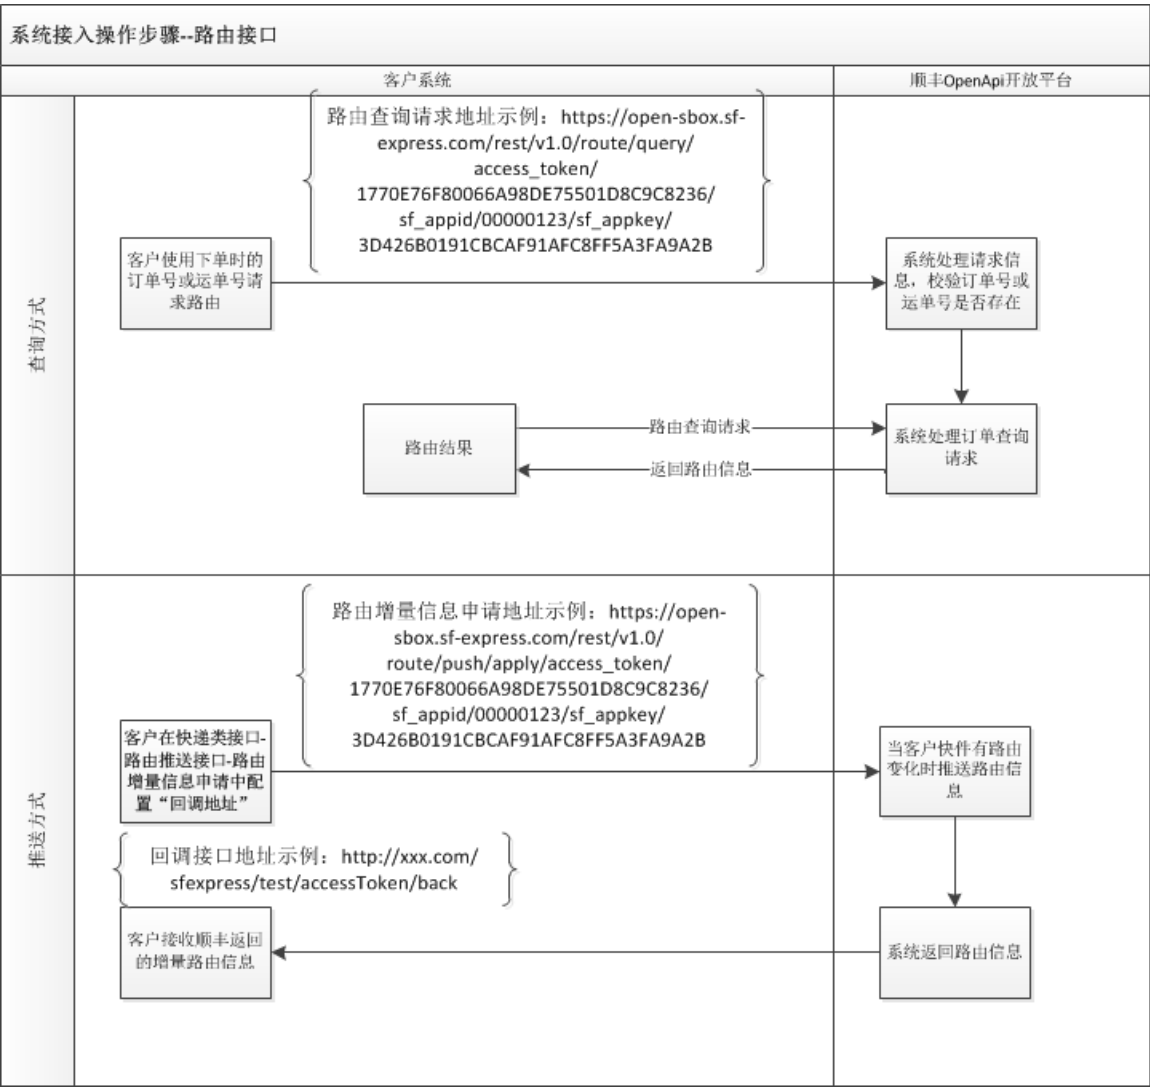 系统接入操作步骤--路由接口
客户系统
顺丰OpenApi开放平台
查询方式
路由查询请求地址示例：https://open-sbox.sf-
express.com/rest/v1.0/route/query/
access_token/
1770E76F80066A98DE75501D8C9C8236/
sf_appid/00000123/sf_appkey/
3D426B0191CBCAF91AFC8FF5A3FA9A2B
客户使用下单时的
订单号或运单号请
求路由
系统处理请求信
息，校验订单号或
运单号是否存在
路由结果
路由查询请求
返回路由信息
系统处理订单查询
请求
推送方式
路由增量信息申请地址示例：https://open-
sbox.sf-express.com/rest/v1.0/
route/push/apply/access_token/
1770E76F80066A98DE75501D8C9C8236/
sf_appid/00000123/sf_appkey/
3D426B0191CBCAF91AFC8FF5A3FA9A2B
客户在快递类接口-
路由推送接口-路由
增量信息申请中配
置“回调地址”
当客户快件有路由
变化时推送路由信
息
回调接口地址示例：http://xxx.com/
sfexpress/test/accessToken/back
客户接收顺丰返回
的增量路由信息
系统返回路由信息